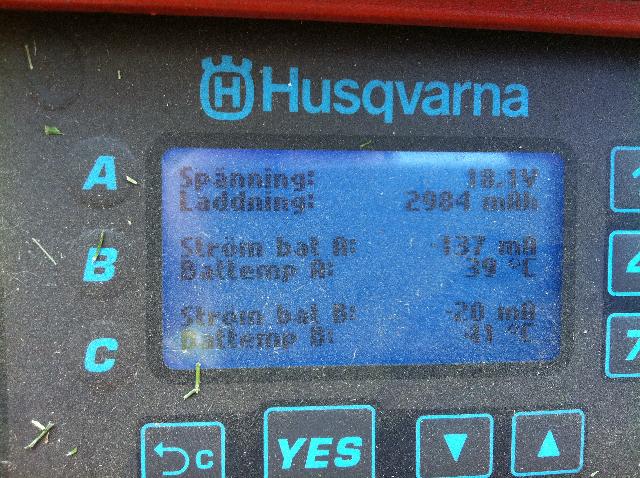 Husqvarna
A
Spänning: 18.1V
Laddning: 2984 mAh
B
Ström bat A: -137 mA
Battemp A: 39 °C
Ström bat B: -20 mA
Battemp B: 41 °C
C
C YES